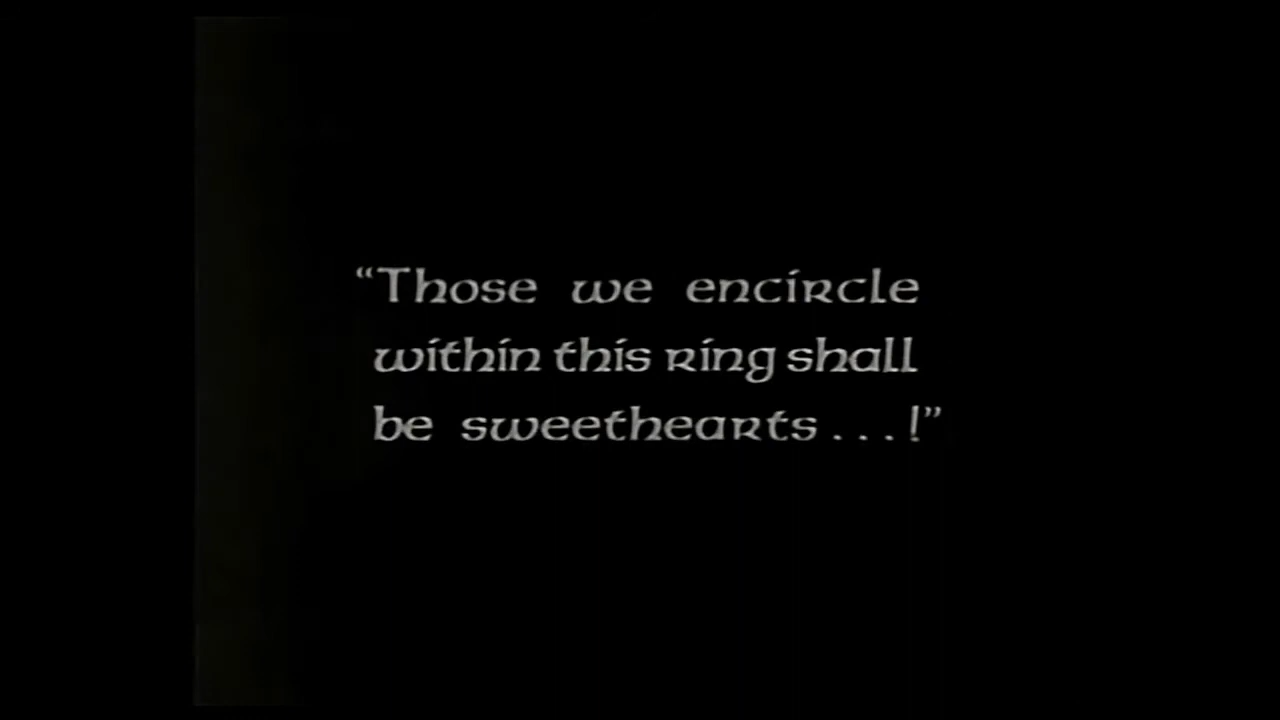 “Those we encircle
within this ring shall
be sweethearts...!”